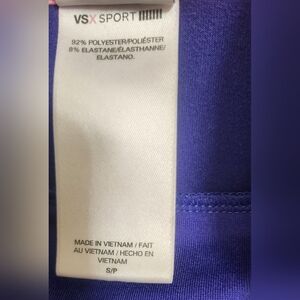 VSX SPORT
92% POLYESTER/POLIÉSTER
8% ELASTANE/ÉLASTHANNE/
ELASTANO.
MADE IN VIETNAM / FAIT
AU VIETNAM / HECHO EN
VIETNAM
S/P